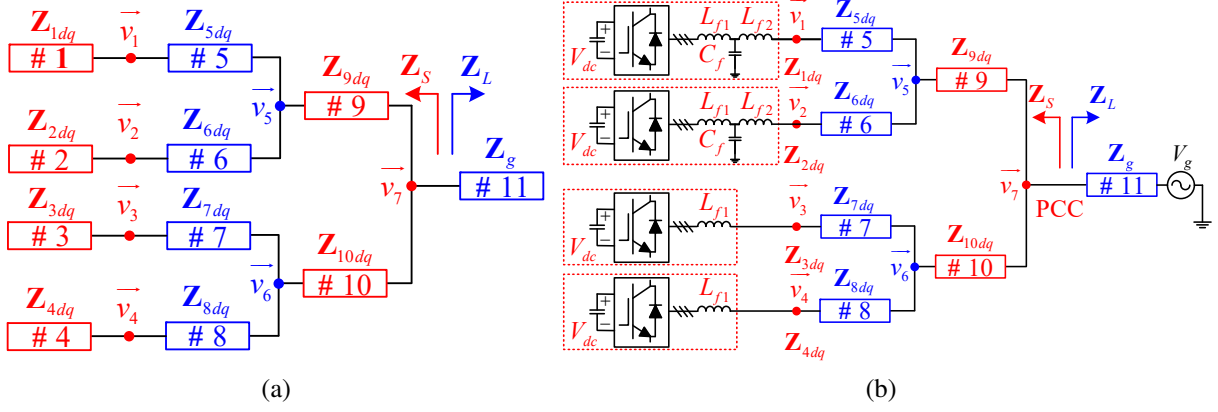 Z1dq v1 Z5dq
# 1 # 5
Z9dq ZS ZL
v5 # 9
Z2dq v2 Z6dq
# 2 # 6
Zg
# 11
Z3dq v3 Z7dq v7
# 3 # 7
Z10dq
v6 # 10
Z4dq v4 Z8dq
# 4 # 8
(a)
Lf1 Lf2 v1 Z5dq
Vdc Cf # 5
Z1dq Z9dq
v5 # 9
Lf1 Lf2 v2 Z6dq
Vdc Cf # 6
Z2dq
ZS ZL
Zg Vg
v7 # 11
PCC
Lf1 v3 Z7dq
Vdc # 7
Z3dq Z10dq
v6 # 10
Lf1 v4 Z8dq
Vdc # 8
Z4dq
(b)